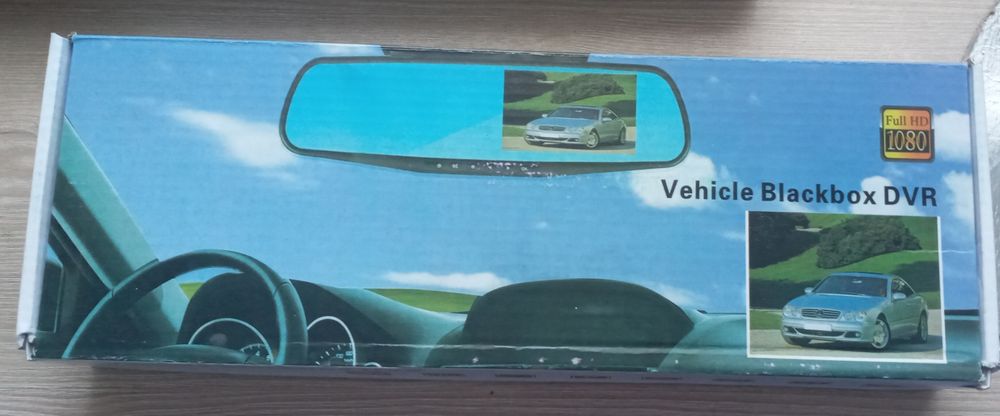 Full HD
1080
Vehicle Blackbox DVR